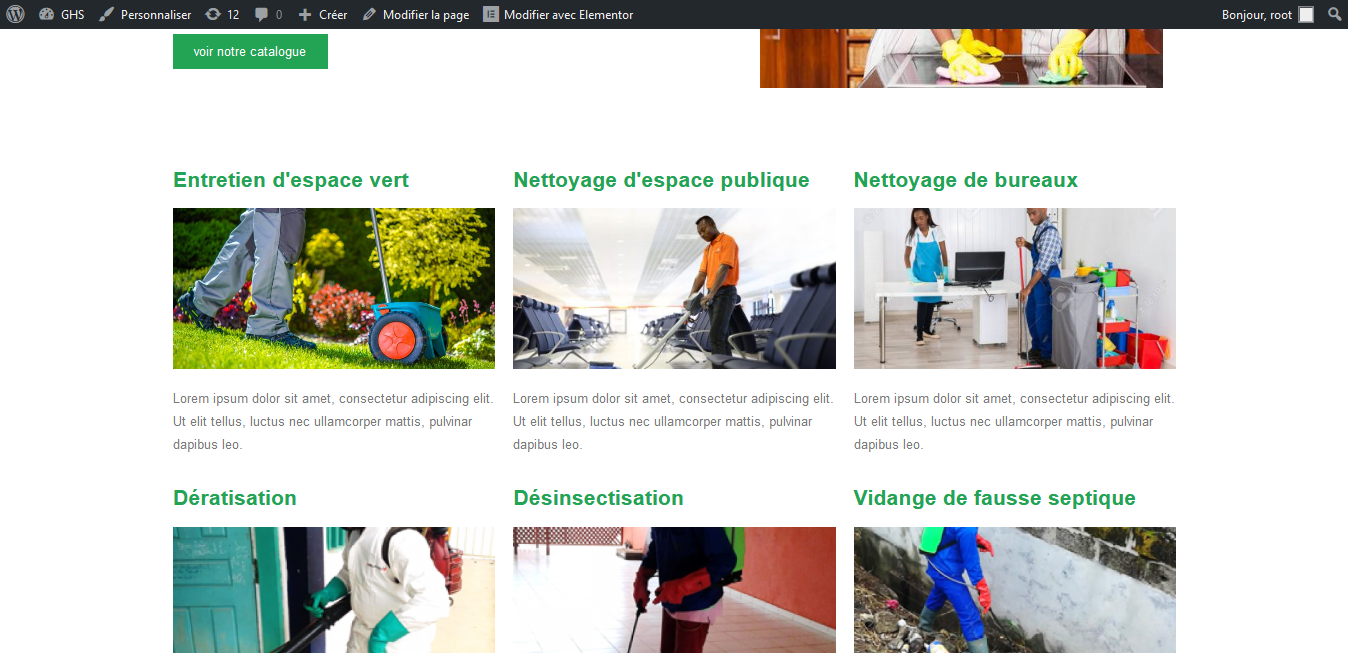 GHS Personnaliser 12 0 Créer Modifier la page Modifier avec Elementor Bonjour, root
voir notre catalogue
Entretien d'espace vert
Nettoyage d'espace publique
Nettoyage de bureaux
Lorem ipsum dolor sit amet, consectetur adipiscing elit.
Ut elit tellus, luctus nec ullamcorper mattis, pulvinar
dapibus leo.
Lorem ipsum dolor sit amet, consectetur adipiscing elit.
Ut elit tellus, luctus nec ullamcorper mattis, pulvinar
dapibus leo.
Lorem ipsum dolor sit amet, consectetur adipiscing elit.
Ut elit tellus, luctus nec ullamcorper mattis, pulvinar
dapibus leo.
Dératisation
Désinsectisation
Vidange de fausse septique